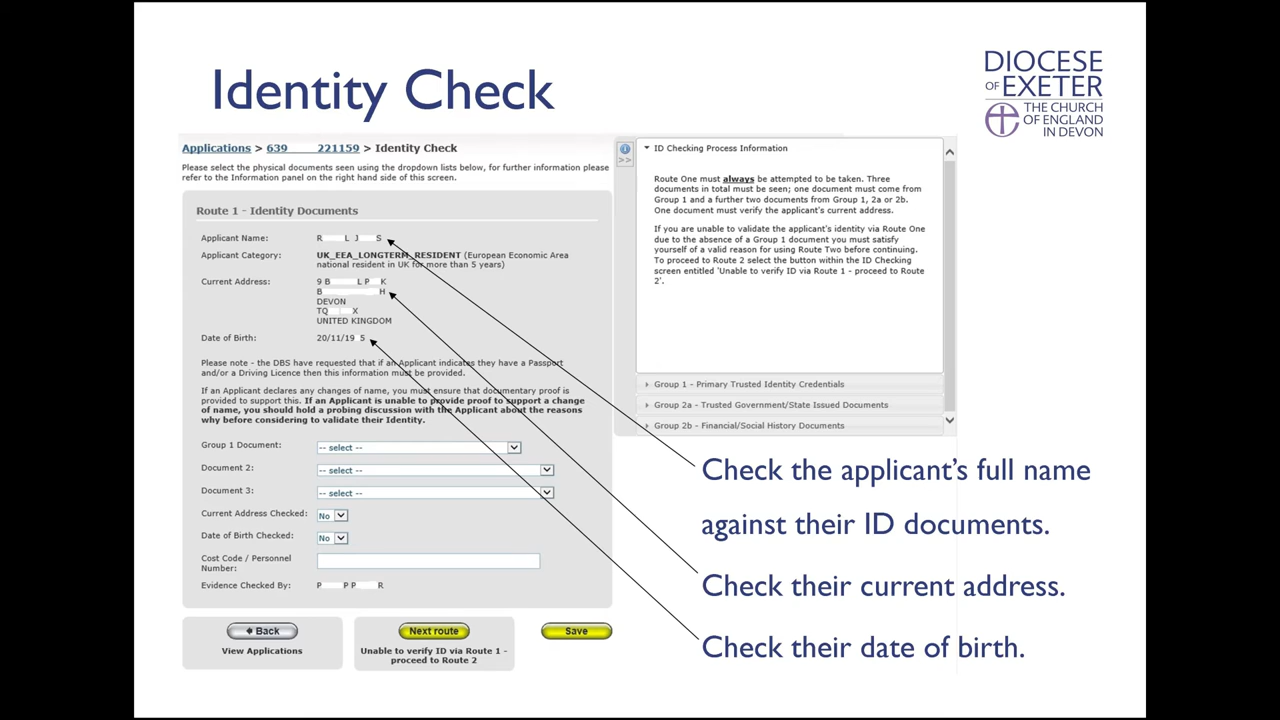 Identity Check
DIOCESE
OF EXETER
THE CHURCH
OF ENGLAND
IN DEVON
Applications > 639 221159 > Identity Check
Please select the physical documents seen using the dropdown lists below, for further information please
refer to the Information panel on the right hand side of this screen.
Route 1 - Identity Documents
Applicant Name: R L J S
Applicant Category: UK_EEA_LONGTERM_RESIDENT (European Economic Area
national resident in UK for more than 5 years)
Current Address: 9 B L P K
B H
DEVON
TQ X
UNITED KINGDOM
Date of Birth: 20/11/19 5
Please note - the DBS have requested that if an Applicant indicates they have a Passport
and/or a Driving Licence then this information must be provided.
If an Applicant declares any changes of name, you must ensure that documentary proof is
provided to support this. If an Applicant is unable to provide proof to support a change
of name, you should hold a probing discussion with the Applicant about the reasons
why before considering to validate their Identity.
Group 1 Document: -- select --
Document 2: -- select --
Document 3: -- select --
Current Address Checked: No
Date of Birth Checked: No
Cost Code / Personnel
Number:
Evidence Checked By: P P P R
Back
View Applications
Next route
Unable to verify ID via Route 1 -
proceed to Route 2
Save
>>
ID Checking Process Information
Route One must always be attempted to be taken. Three
documents in total must be seen; one document must come from
Group 1 and a further two documents from Group 1, 2a or 2b.
One document must verify the applicant's current address.
If you are unable to validate the applicant's identity via Route One
due to the absence of a Group 1 document you must satisfy
yourself of a valid reason for using Route Two before continuing.
To proceed to Route 2 select the button within the ID Checking
screen entitled 'Unable to verify ID via Route 1 - proceed to Route
2'.
Group 1 - Primary Trusted Identity Credentials
Group 2a - Trusted Government/State Issued Documents
Group 2b - Financial/Social History Documents
Check the applicant's full name
against their ID documents.
Check their current address.
Check their date of birth.